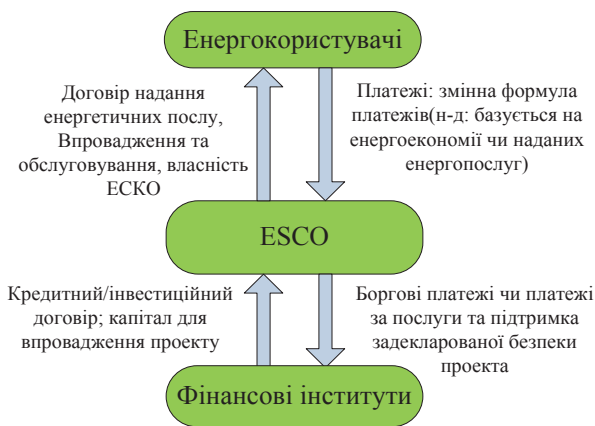 Енергокористувачі
Договір надання
енергетичних послу,
Впровадження та
обслуговування, власність
ЕСКО
Платежі: змінна формула
платежів(н-д: базується на
енергоекономії чи наданих
енергопослуг)
ESCO
Кредитний/інвестиційний
договір; капітал для
впровадження проекту
Боргові платежі чи платежі
за послуги та підтримка
задекларованої безпеки
проекта
Фінансові інститути